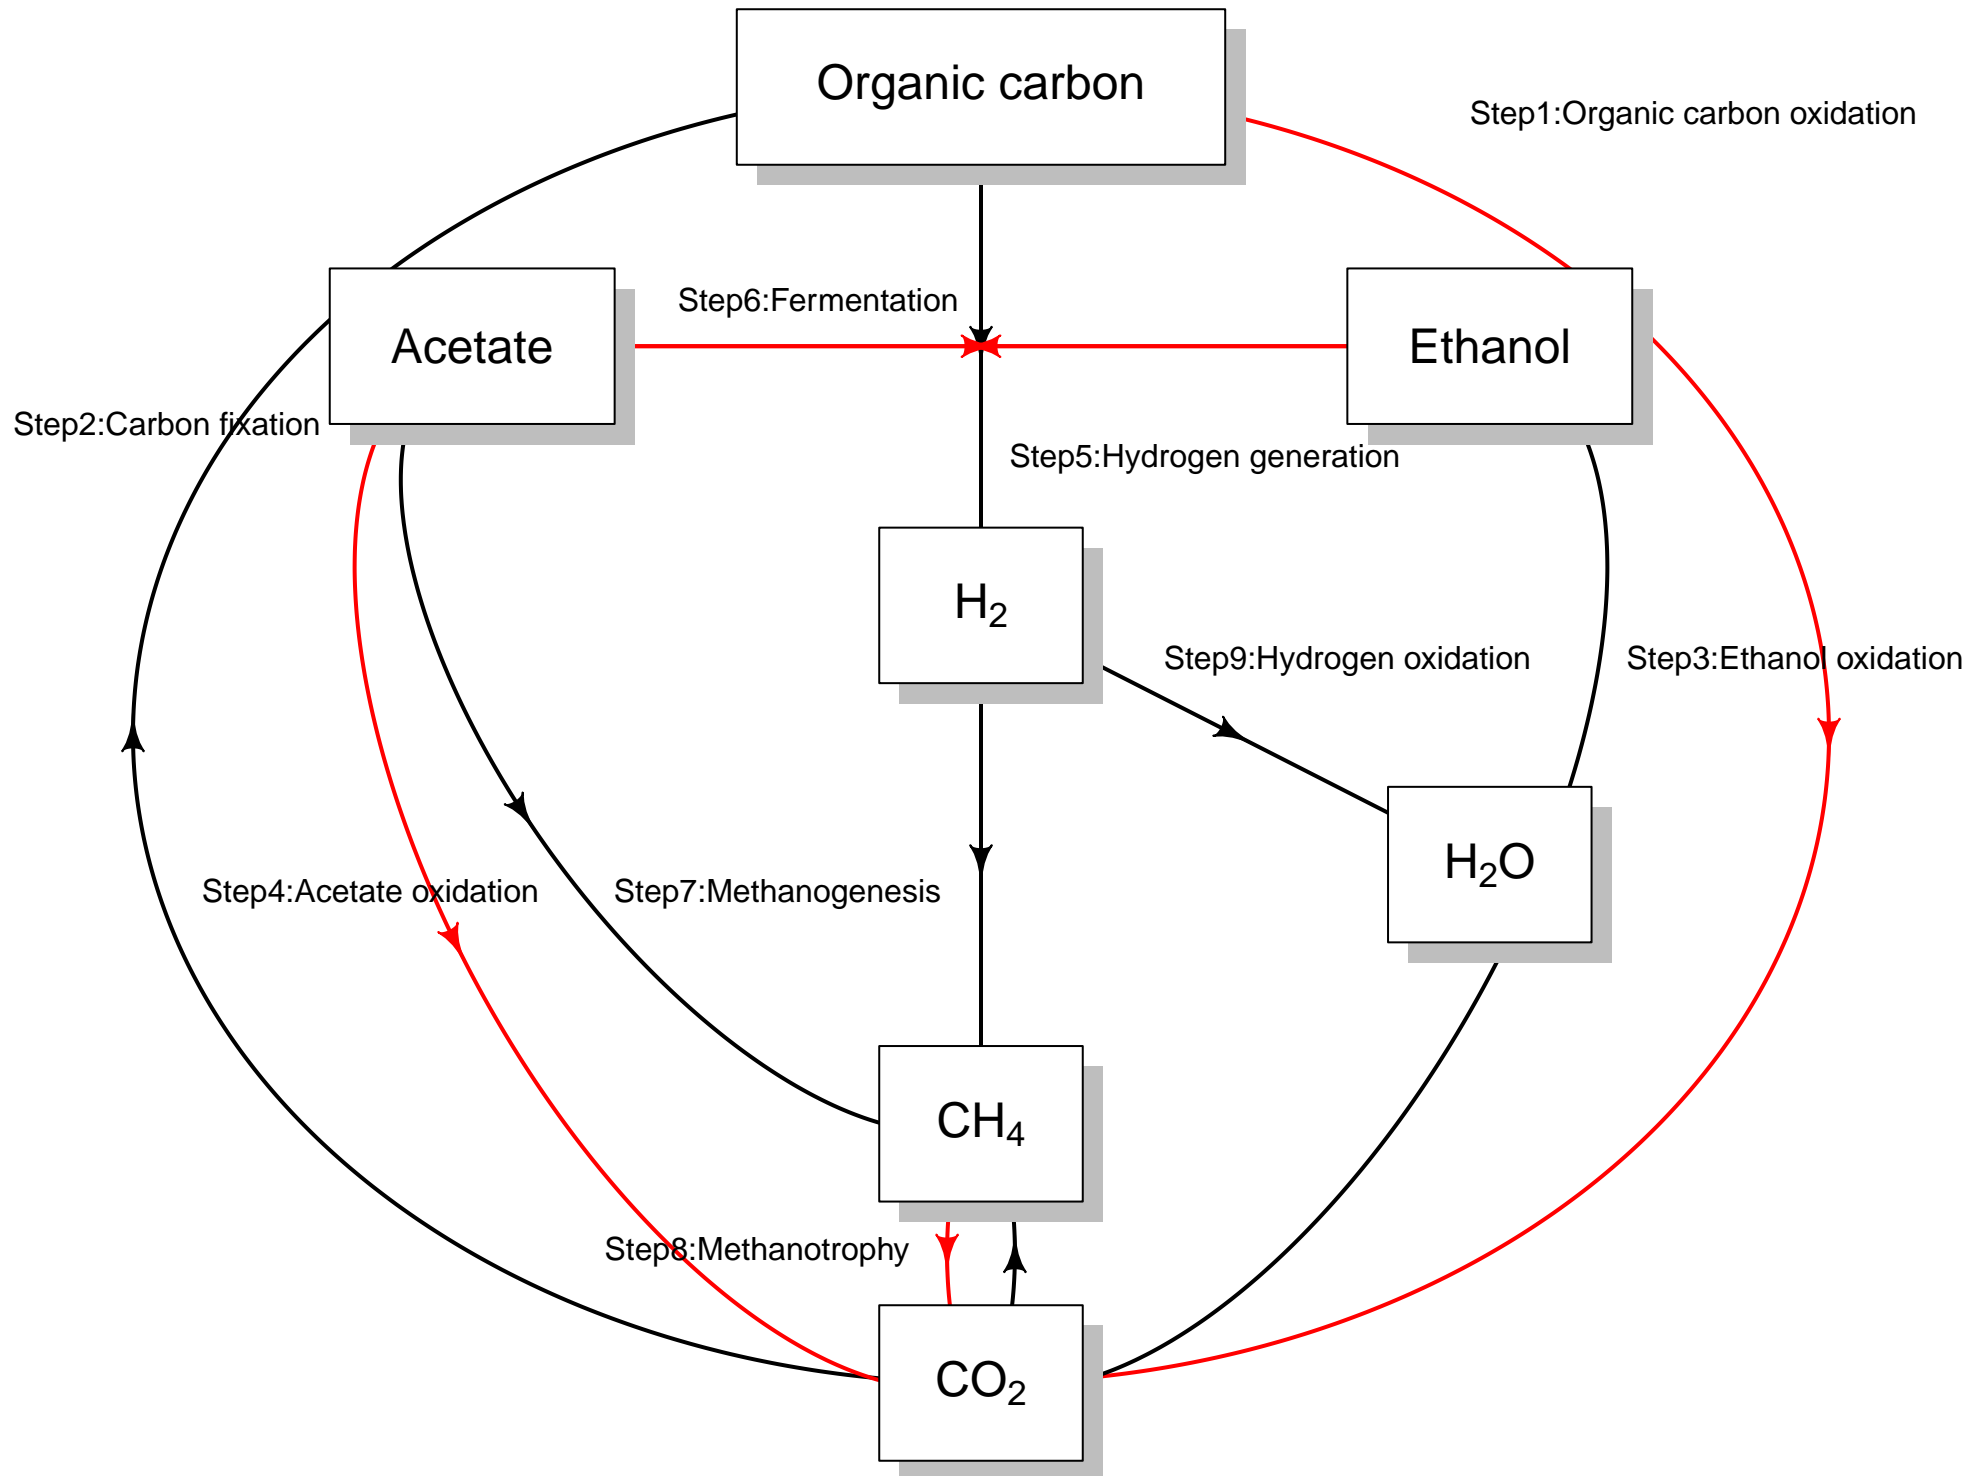 Organic carbon
Step1:Organic carbon oxidation
Step6:Fermentation
Acetate
Ethanol
Step2:Carbon fixation
Step5:Hydrogen generation
H₂
Step9:Hydrogen oxidation
Step3:Ethanol oxidation
H₂O
Step4:Acetate oxidation
Step7:Methanogenesis
CH₄
Step8:Methanotrophy
CO₂